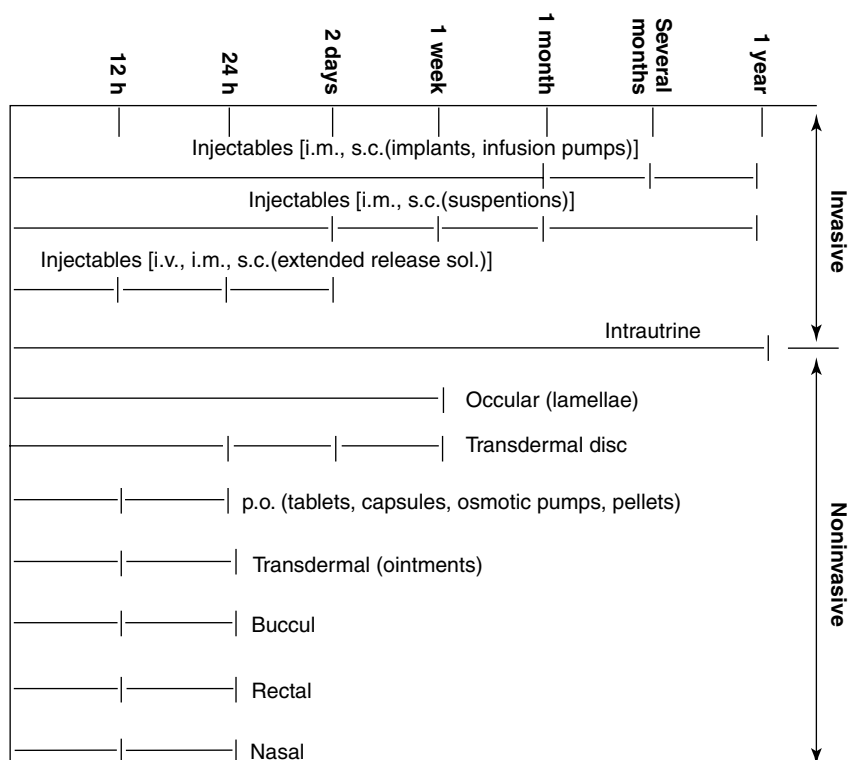 12 h
24 h
2 days
1 week
1 month
Several
months
1 year
Injectables [i.m., s.c.(implants, infusion pumps)]
Injectables [i.m., s.c.(suspentions)]
Injectables [i.v., i.m., s.c.(extended release sol.)]
Intrautrine
Invasive
Occular (lamellae)
Transdermal disc
p.o. (tablets, capsules, osmotic pumps, pellets)
Transdermal (ointments)
Buccul
Rectal
Nasal
Noninvasive